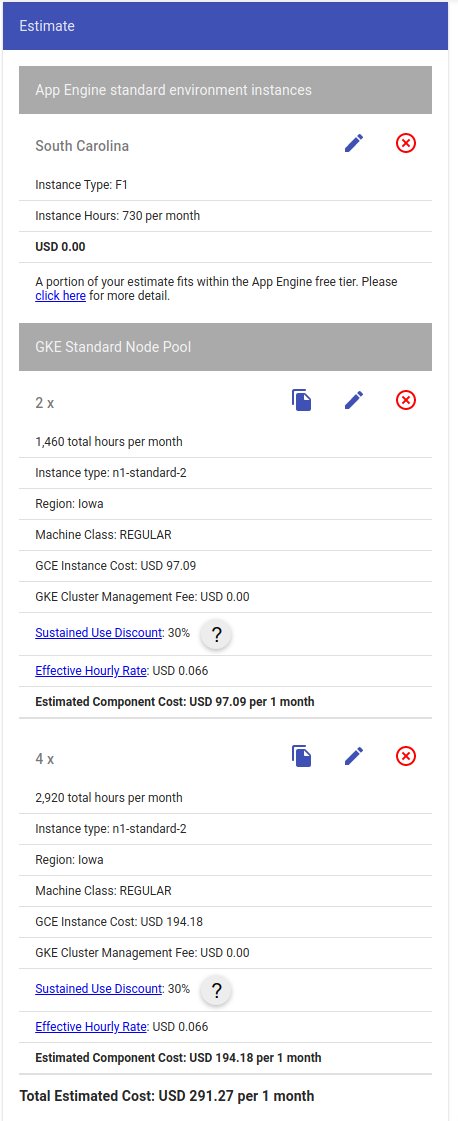 Estimate
App Engine standard environment instances
South Carolina
Instance Type: F1
Instance Hours: 730 per month
USD 0.00
A portion of your estimate fits within the App Engine free tier. Please
click here for more detail.
GKE Standard Node Pool
2 x
1,460 total hours per month
Instance type: n1-standard-2
Region: Iowa
Machine Class: REGULAR
GCE Instance Cost: USD 97.09
GKE Cluster Management Fee: USD 0.00
Sustained Use Discount: 30% ?
Effective Hourly Rate: USD 0.066
Estimated Component Cost: USD 97.09 per 1 month
4 x
2,920 total hours per month
Instance type: n1-standard-2
Region: Iowa
Machine Class: REGULAR
GCE Instance Cost: USD 194.18
GKE Cluster Management Fee: USD 0.00
Sustained Use Discount: 30% ?
Effective Hourly Rate: USD 0.066
Estimated Component Cost: USD 194.18 per 1 month
Total Estimated Cost: USD 291.27 per 1 month